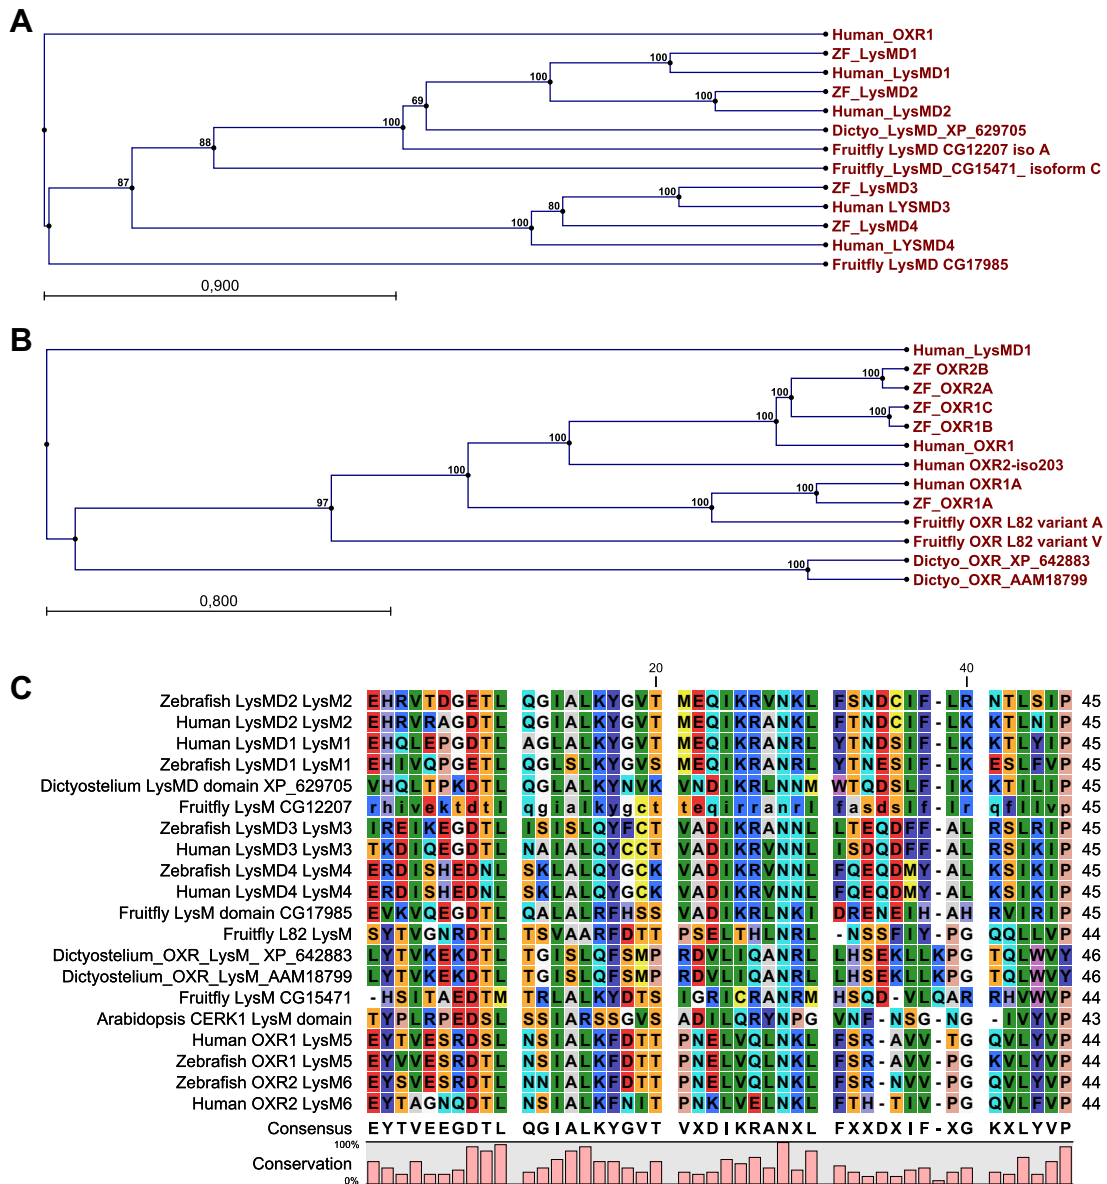 A
Human_OXR1
ZF_LysMD1
100
Human_LysMD1
100
ZF_LysMD2
100
69
Human_LysMD2
100
Dictyo_LysMD_XP_629705
88
Fruitfly LysMD CG12207 iso A
Fruitfly_LysMD_CG15471_ isoform C
87
ZF_LysMD3
100
80
Human LYSMD3
100
ZF_LysMD4
Human_LYSMD4
Fruitfly LysMD CG17985
0,900
B
Human_LysMD1
ZF OXR2B
100
ZF_OXR2A
100
ZF_OXR1C
100
100
ZF_OXR1B
100
Human_OXR1
100
Human OXR2-iso203
Human OXR1A
100
97
100
ZF_OXR1A
Fruitfly OXR L82 variant A
Fruitfly OXR L82 variant V
Dictyo_OXR_XP_642883
100
Dictyo_OXR_AAM18799
0,800
20 40
C
Zebrafish LysMD2 LysM2 EHRVTDGETL QGIALKYGVT MEQIKRVNKL FSNDCIF-LR NTLSIP 45
Human LysMD2 LysM2 EHRVRAGDTL QGIALKYGVT MEQIKRANKL FTNDCIF-LK KTLNIP 45
Human LysMD1 LysM1 EHQLEPGDTL AGLALKYGVT MEQIKRANRL YTNDSIF-LK KTLYIP 45
Zebrafish LysMD1 LysM1 EHIVQPGETL QGLSLKYGVS MEQIKRVNRL YTNESIF-LK ESLFVP 45
Dictyostelium LysMD domain XP_629705 VHQLTPKDTL QGLALKYNVK VNDIKRLNNM WTQDSLF-IK KTLIIP 45
Fruitfly LysM CG12207 rhivektdtl qgialkygct teqirranrl fasdsif-lr qfllvp 45
Zebrafish LysMD3 LysM3 IREIKEGDTL ISISLQYFCT VADIKRANNL LTEQDFF-AL RSLRIP 45
Human LysMD3 LysM3 TKDIQEGDTL NAIALQYCCT VADIKRVNNL ISDQDFF-AL RSIKIP 45
Zebrafish LysMD4 LysM4 ERDISHEDNL SKLALQYGCK VADIKRVNNL FQEQDMY-AL KSIKIP 45
Human LysMD4 LysM4 ERDISHEDNL SKLALQYGCK VADIKRVNNL FQEQDMY-AL KSIKIP 45
Fruitfly LysM domain CG17985 EVKVQEGDTL QALALRFHSS VADIKRLNKI DRENEIH-AH RVIRIP 45
Fruitfly L82 LysM SYTVGNRDTL TSVAARFDTT PSELTHLNRL -NSSFIY-PG QQLLVP 44
Dictyostelium_OXR_LysM_ XP_642883 LYTVKEKDTL TGISLQFSMP RDVLIQANRL LHSEKLLKPG TQLWVY 46
Dictyostelium_OXR_LysM_AAM18799 LYTVKEKDTL TGISLQFSMP RDVLIQANRL LHSEKLLKPG TQLWVY 46
Fruitfly LysM CG15471 -HSITAEDTM TRLALKYDTS IGRICRANRM HSQD-VLQAR RHVWVP 44
Arabidopsis CERK1 LysM domain TYPLRPEDSL SSIARSSGVS ADILQRYNPG VNF-NSG-NG -IVYVP 43
Human OXR1 LysM5 EYTVESRDSL NSIALKFDTT PNELVQLNKL FSR-AVV-TG QVLYVP 44
Zebrafish OXR1 LysM5 EYVVESRDTL NSIALKFDTT PNELVQLNKL FSR-AVV-PG KVLYVP 44
Zebrafish OXR2 LysM6 EYSVESRDTL NNIALKFDTT PNELVQLNKL FSR-NVV-PG QVLYVP 44
Human OXR2 LysM6 EYTAGNQDTL NSIALKFNIT PNKLVELNKL FTH-TIV-PG QVLFVP 44
Consensus EYTVEEGDTL QGIALKYGVT VXDIKRANXL FXXDXIF-XG KXLYVP
100%
Conservation
0%